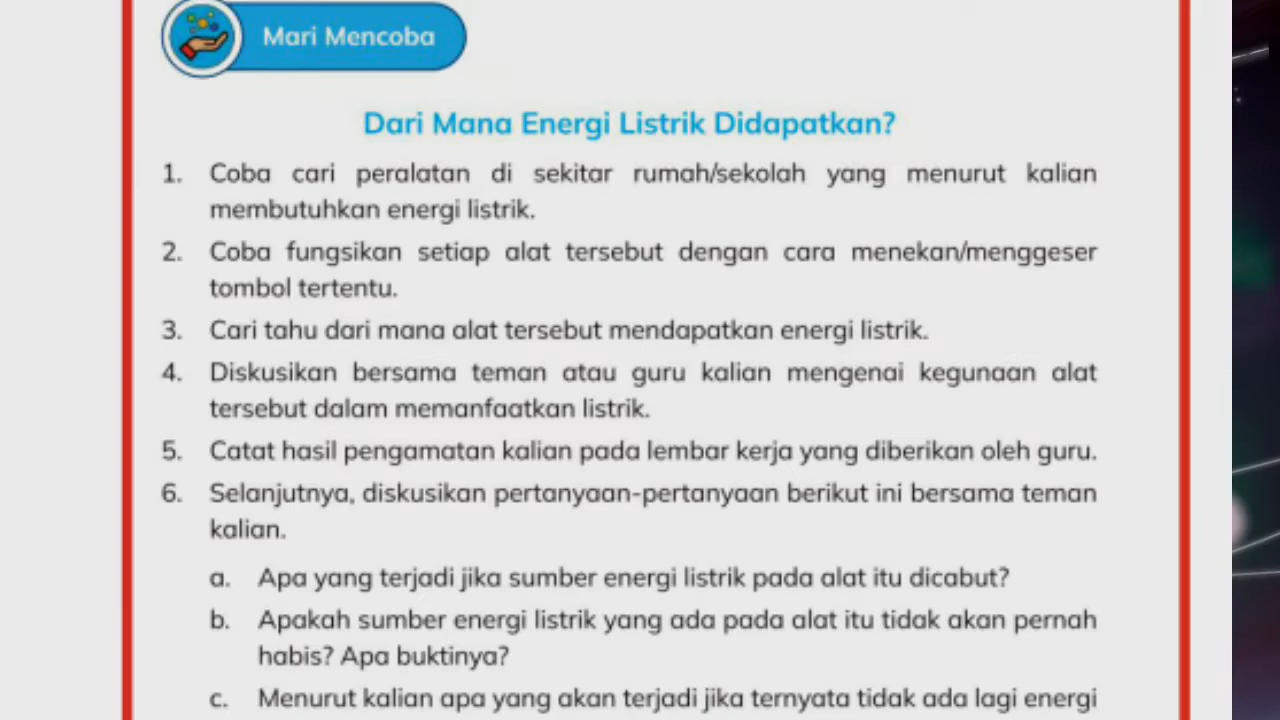 Mari Mencoba
Dari Mana Energi Listrik Didapatkan?
1. Coba cari peralatan di sekitar rumah/sekolah yang menurut kalian
membutuhkan energi listrik.
2. Coba fungsikan setiap alat tersebut dengan cara menekan/menggeser
tombol tertentu.
3. Cari tahu dari mana alat tersebut mendapatkan energi listrik.
4. Diskusikan bersama teman atau guru kalian mengenai kegunaan alat
tersebut dalam memanfaatkan listrik.
5. Catat hasil pengamatan kalian pada lembar kerja yang diberikan oleh guru.
6. Selanjutnya, diskusikan pertanyaan-pertanyaan berikut ini bersama teman
kalian.
a. Apa yang terjadi jika sumber energi listrik pada alat itu dicabut?
b. Apakah sumber energi listrik yang ada pada alat itu tidak akan pernah
habis? Apa buktinya?
c. Menurut kalian apa yang akan terjadi jika ternyata tidak ada lagi energi